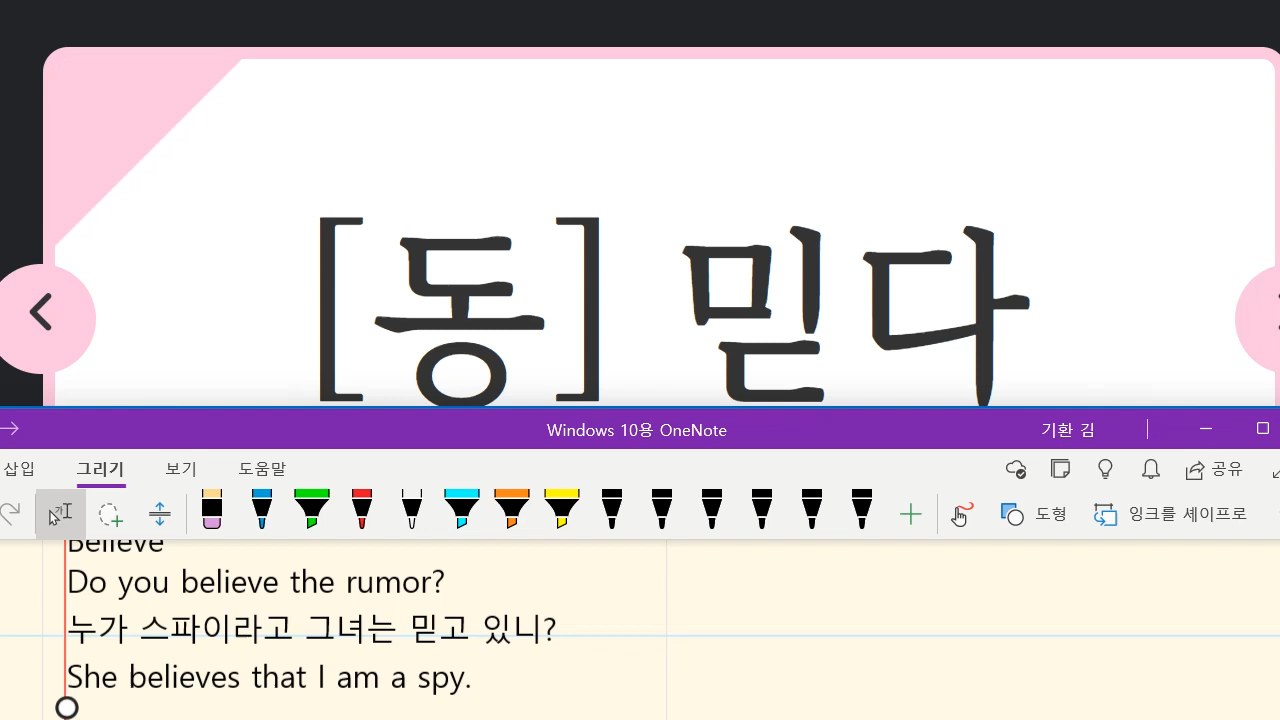 [동] 믿다
Windows 10용 OneNote
기환 김
삽입
그리기
보기
도움말
공유
도형
잉크를 셰이프로
Believe
Do you believe the rumor?
누가 스파이라고 그녀는 믿고 있니?
She believes that I am a spy.